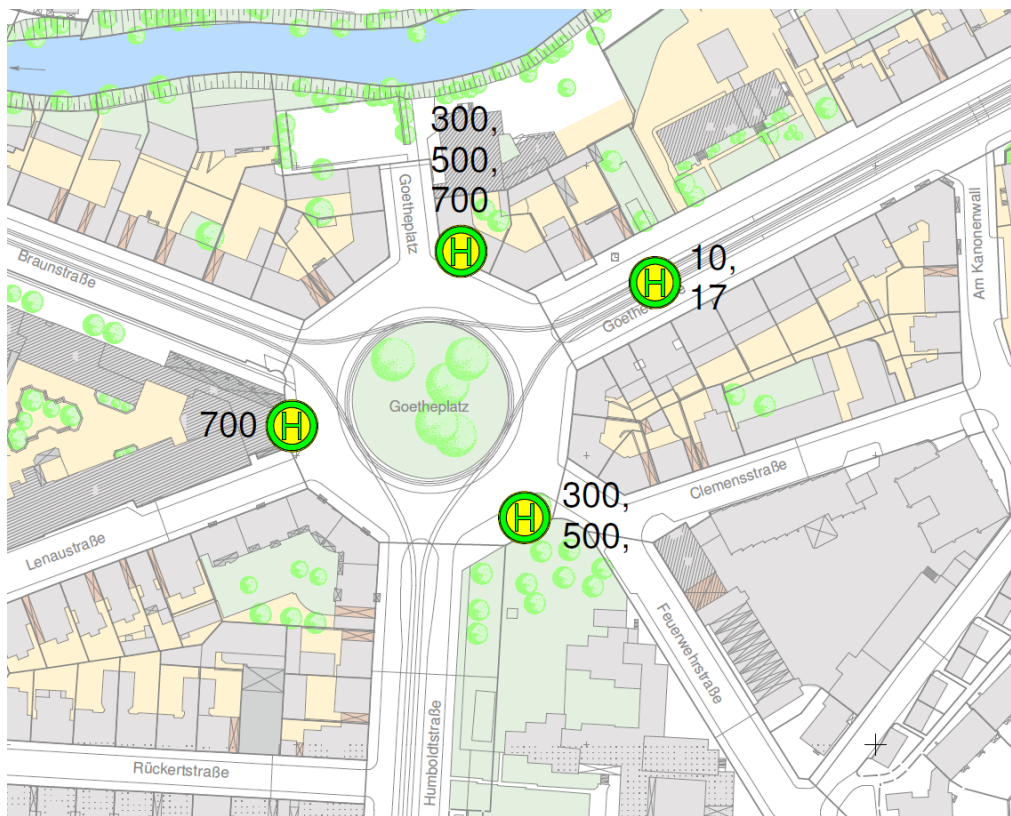 300,
500,
700
Goetheplatz
10,
17
Goethe
Am Kanonenwall
Braunstraße
Goetheplatz
700
H
H
H
H
Clemensstraße
300,
500,
Lenaustraße
Feuerwehrstraße
Humboldtstraße
Rückertstraße